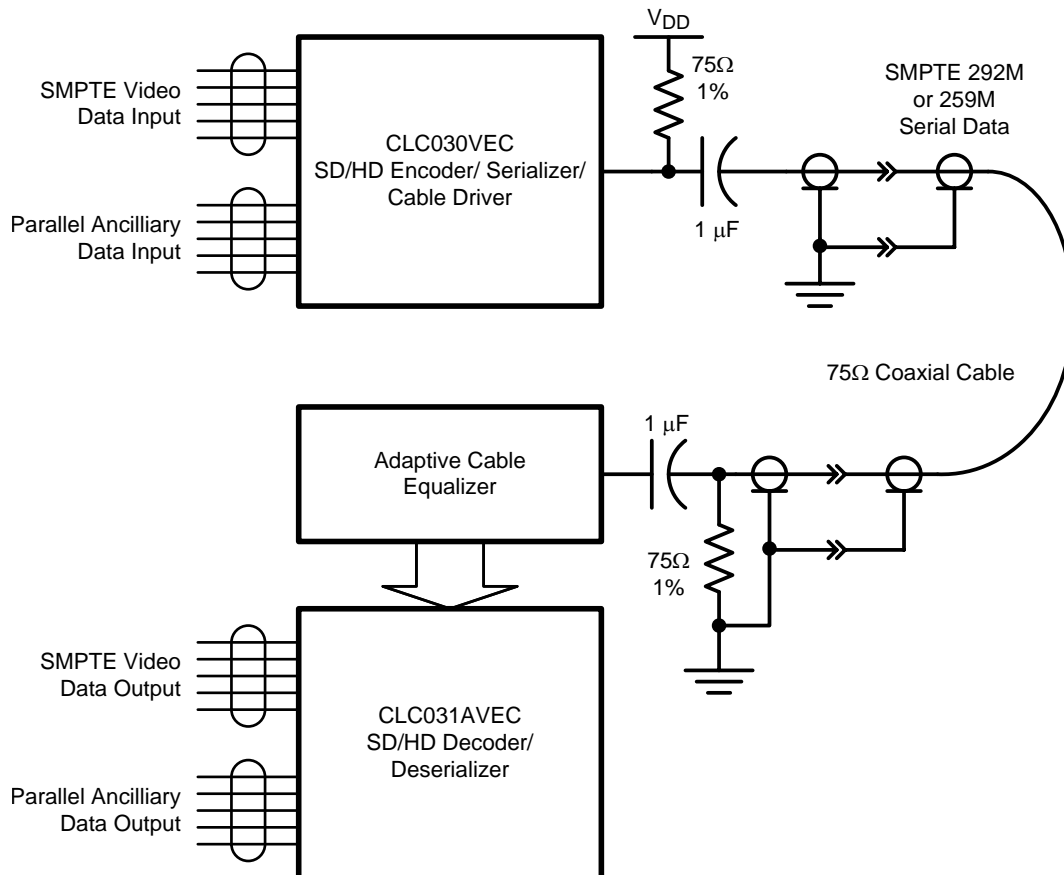 V_DD
75Ω
1%
SMPTE 292M
or 259M
Serial Data
SMPTE Video
Data Input
CLC030VEC
SD/HD Encoder/ Serializer/
Cable Driver
Parallel Ancilliary
Data Input
1 μF
75Ω Coaxial Cable
1 μF
Adaptive Cable
Equalizer
75Ω
1%
SMPTE Video
Data Output
CLC031AVEC
SD/HD Decoder/
Deserializer
Parallel Ancilliary
Data Output